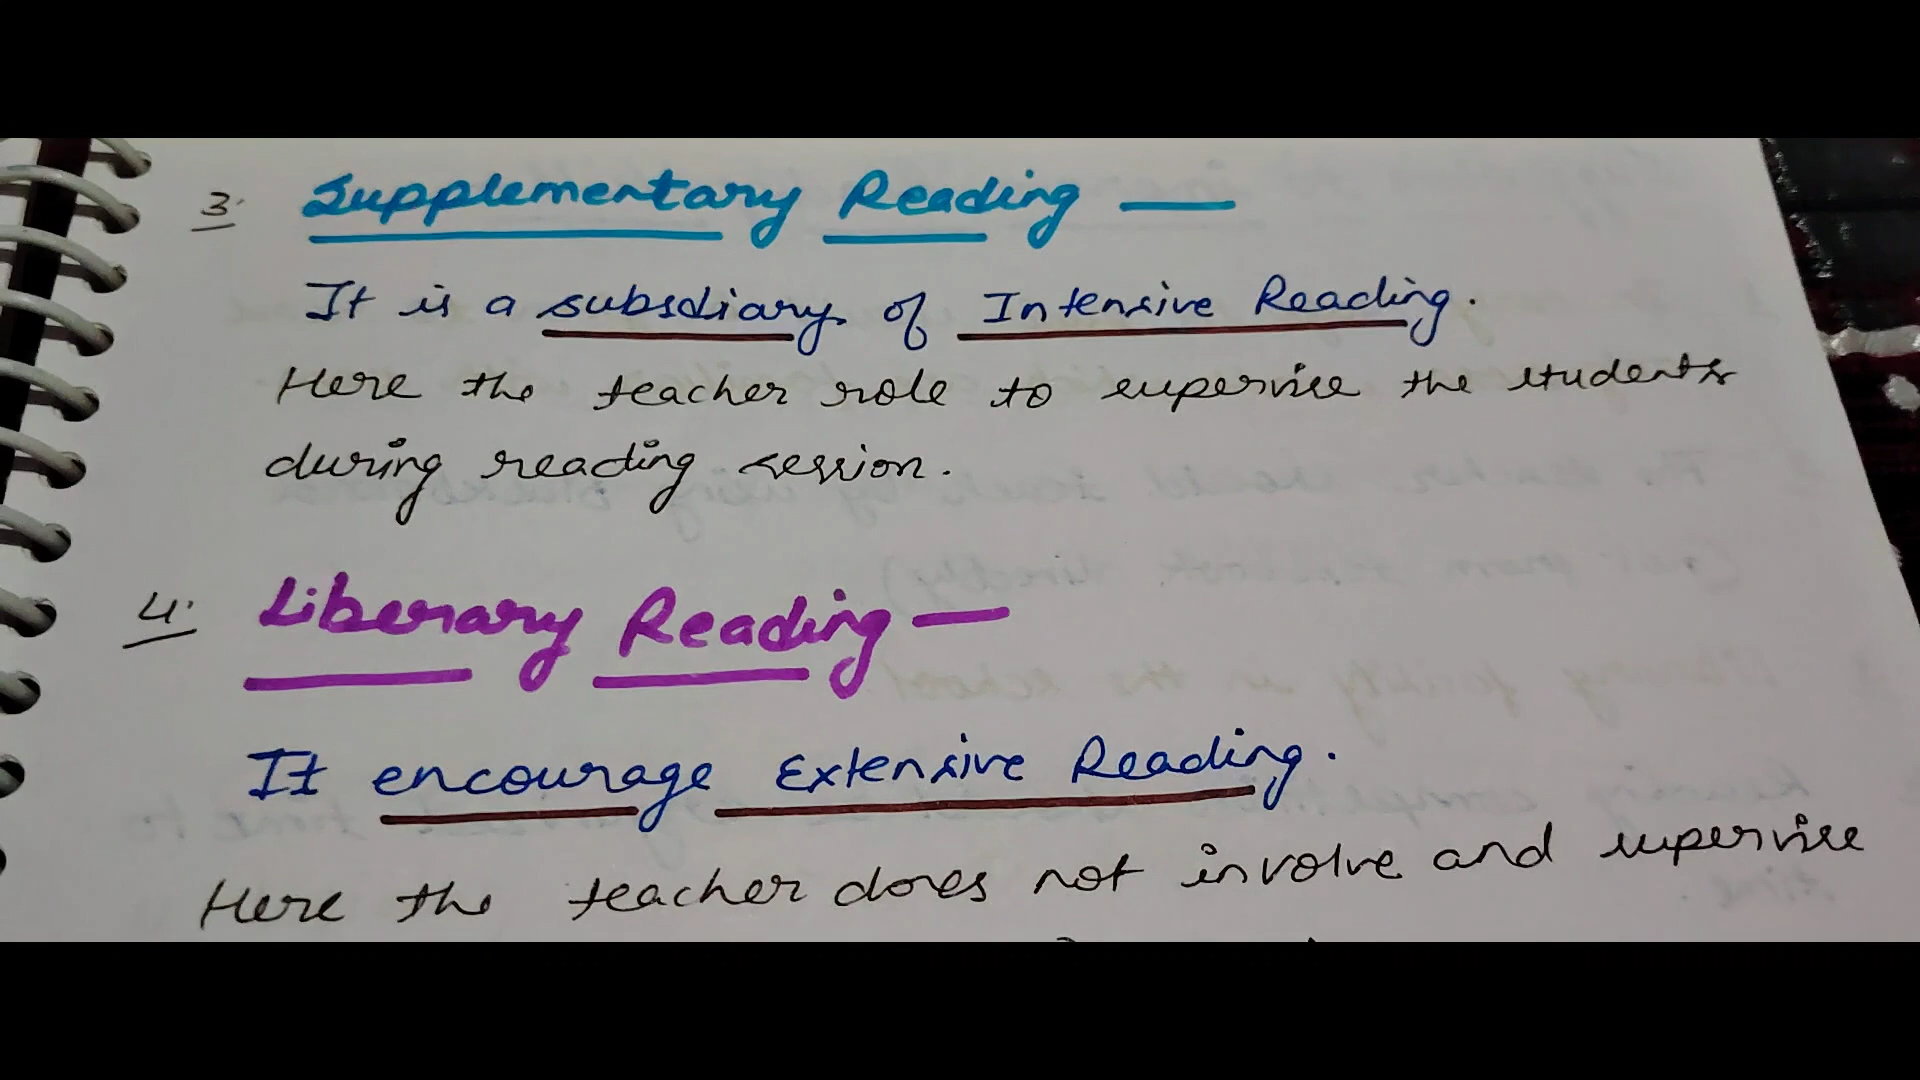 3. Supplementary Reading —
It is a subsdiary of Intensive Reading.
Here the teacher role to supervise the students
during reading session.
4. Liberary Reading —
It encourage Extensive Reading.
Here the teacher does not involve and supervise